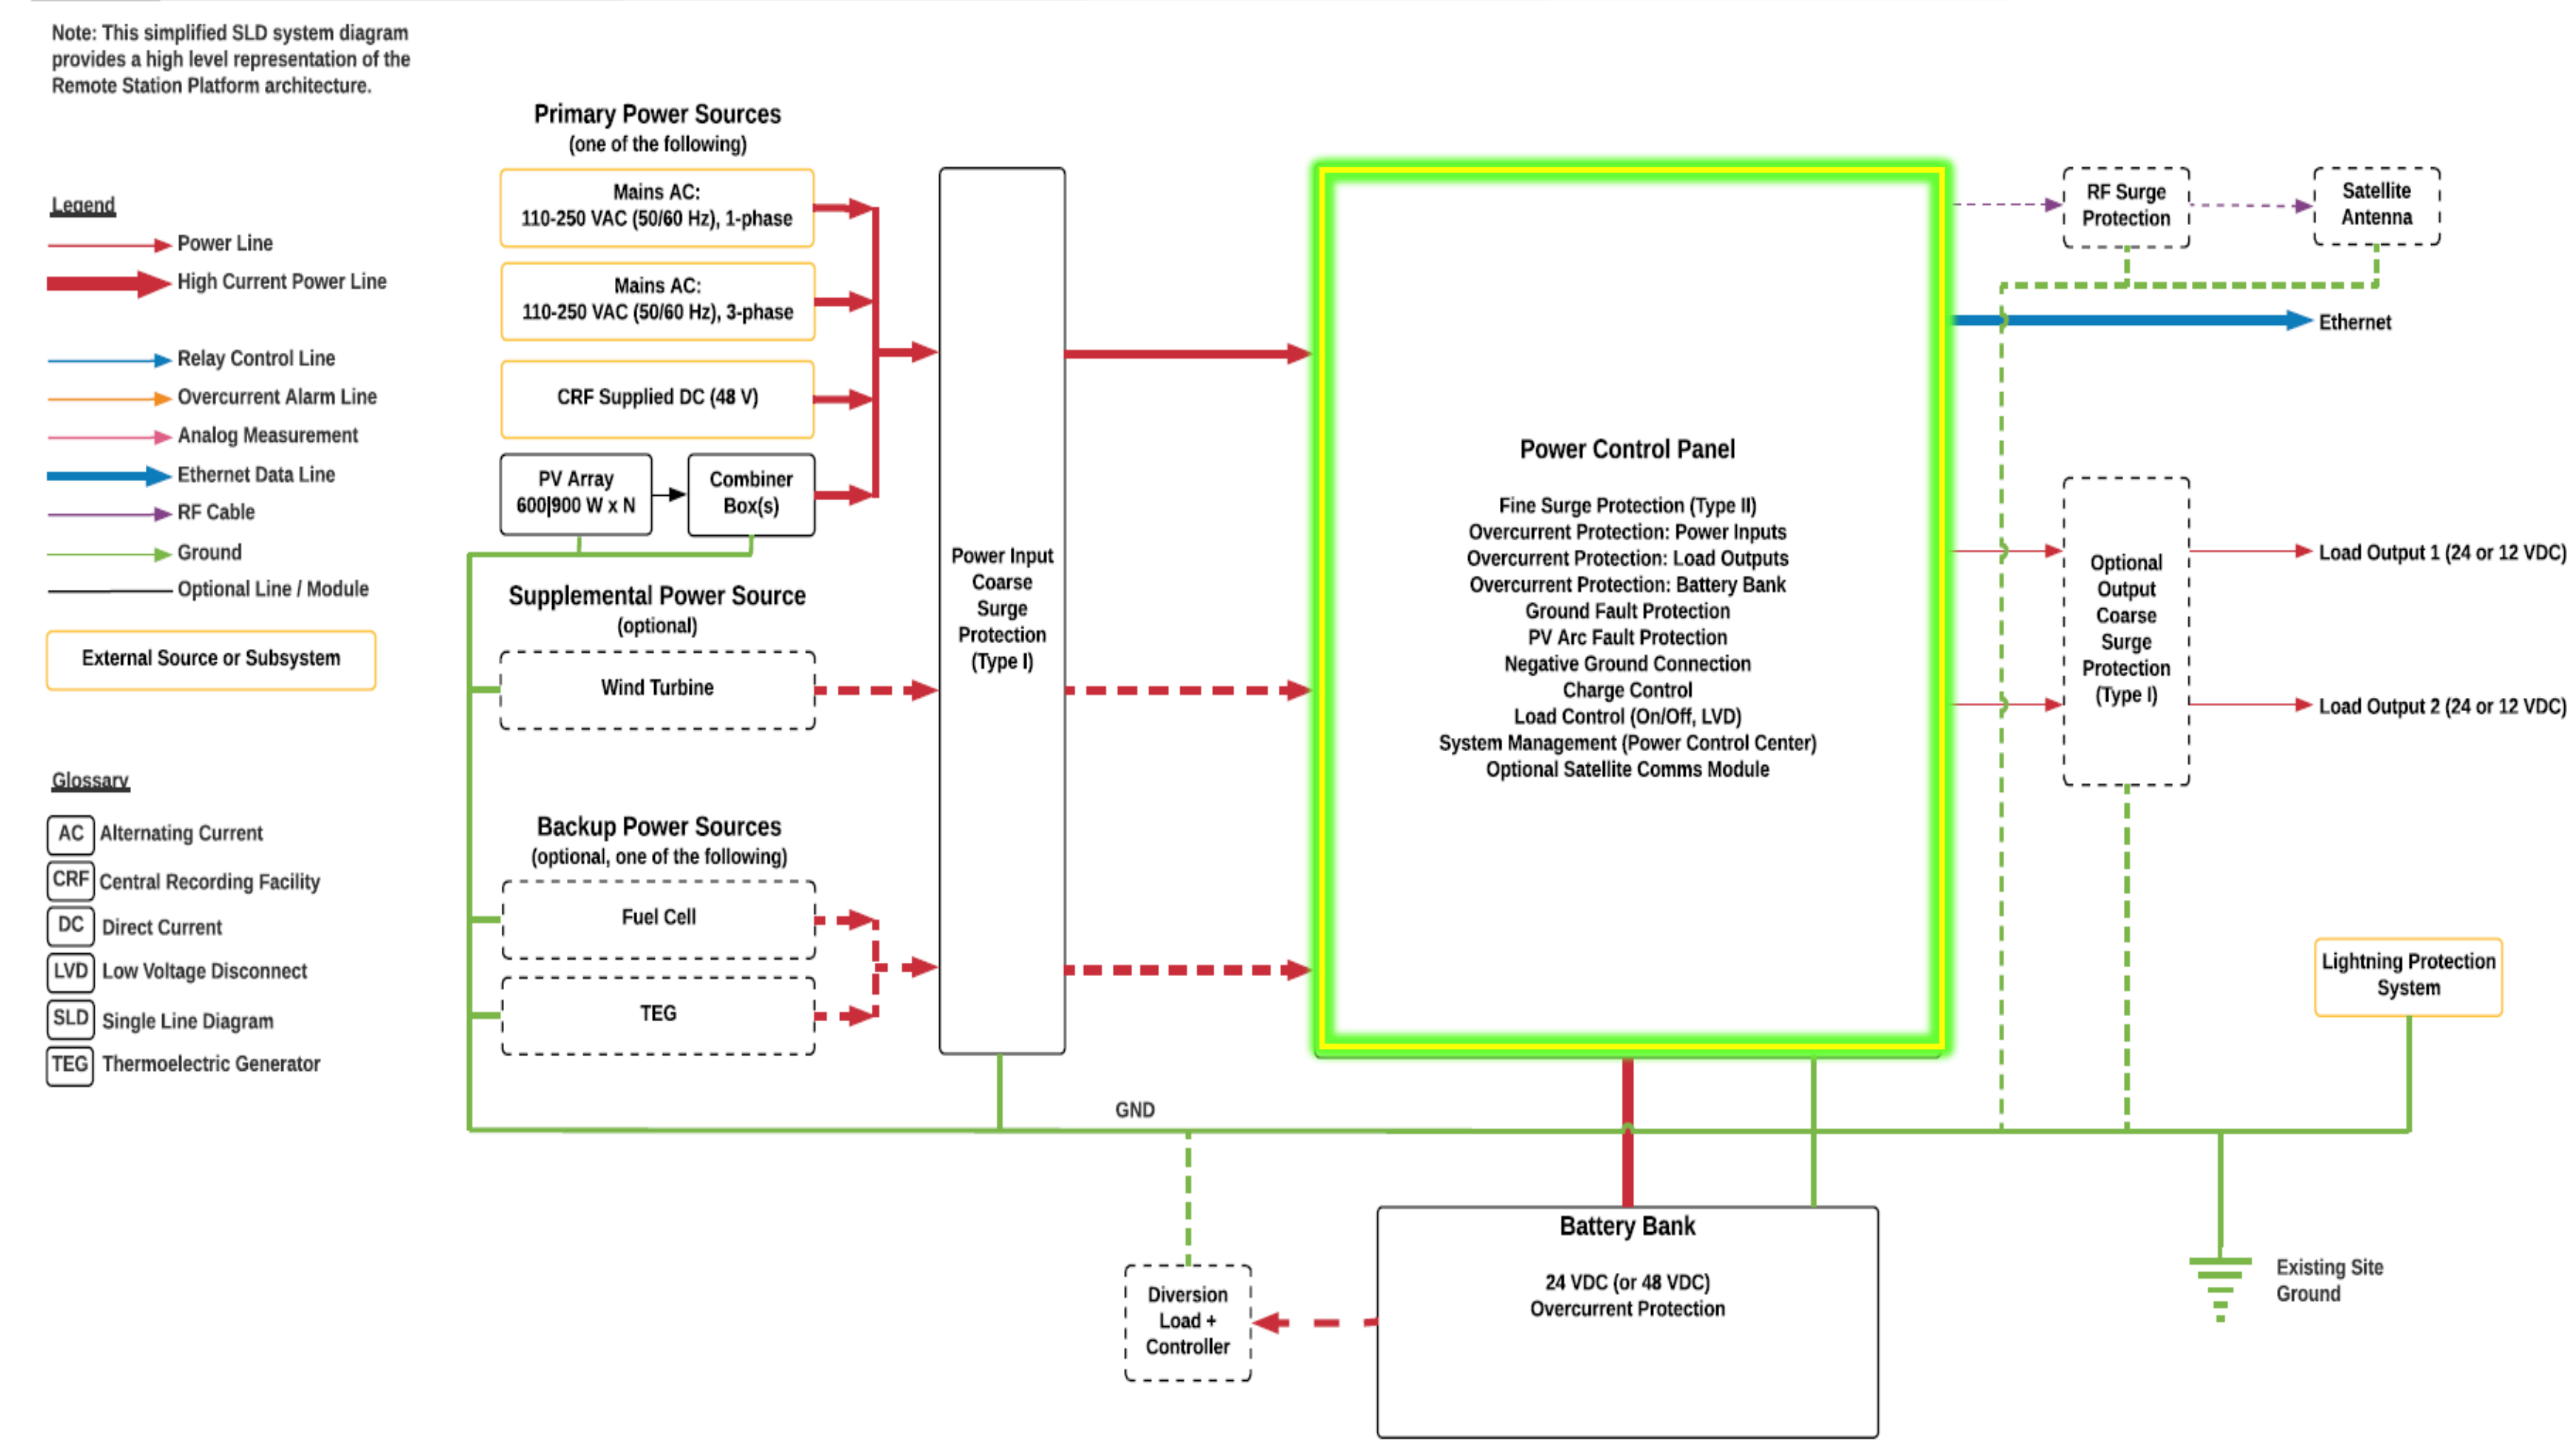 Note: This simplified SLD system diagram
provides a high level representation of the
Remote Station Platform architecture.
Legend
Power Line
High Current Power Line
Relay Control Line
Overcurrent Alarm Line
Analog Measurement
Ethernet Data Line
RF Cable
Ground
Optional Line / Module
External Source or Subsystem
Glossary
AC Alternating Current
CRF Central Recording Facility
DC Direct Current
LVD Low Voltage Disconnect
SLD Single Line Diagram
TEG Thermoelectric Generator
Primary Power Sources
(one of the following)
Mains AC:
110-250 VAC (50/60 Hz), 1-phase
Mains AC:
110-250 VAC (50/60 Hz), 3-phase
CRF Supplied DC (48 V)
PV Array
600|900 W x N
Combiner
Box(s)
Supplemental Power Source
(optional)
Wind Turbine
Backup Power Sources
(optional, one of the following)
Fuel Cell
TEG
Power Input
Coarse
Surge
Protection
(Type I)
Power Control Panel
Fine Surge Protection (Type II)
Overcurrent Protection: Power Inputs
Overcurrent Protection: Load Outputs
Overcurrent Protection: Battery Bank
Ground Fault Protection
PV Arc Fault Protection
Negative Ground Connection
Charge Control
Load Control (On/Off, LVD)
System Management (Power Control Center)
Optional Satellite Comms Module
RF Surge
Protection
Satellite
Antenna
Ethernet
Optional
Output
Coarse
Surge
Protection
(Type I)
Load Output 1 (24 or 12 VDC)
Load Output 2 (24 or 12 VDC)
Lightning Protection
System
GND
Diversion
Load +
Controller
Battery Bank
24 VDC (or 48 VDC)
Overcurrent Protection
Existing Site
Ground